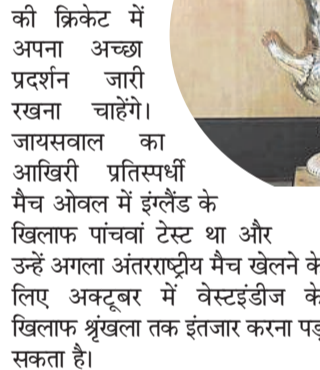 की क्रिकेट में
अपना अच्छा
प्रदर्शन जारी
रखना चाहेंगे।
जायसवाल का
आखिरी प्रतिस्पर्धी
मैच ओवल में इंग्लैंड के
खिलाफ पांचवां टेस्ट था और
उन्हें अगला अंतरराष्ट्रीय मैच खेलने के
लिए अक्टूबर में वेस्टइंडीज के
खिलाफ श्रृंखला तक इंतजार करना पड़
सकता है।